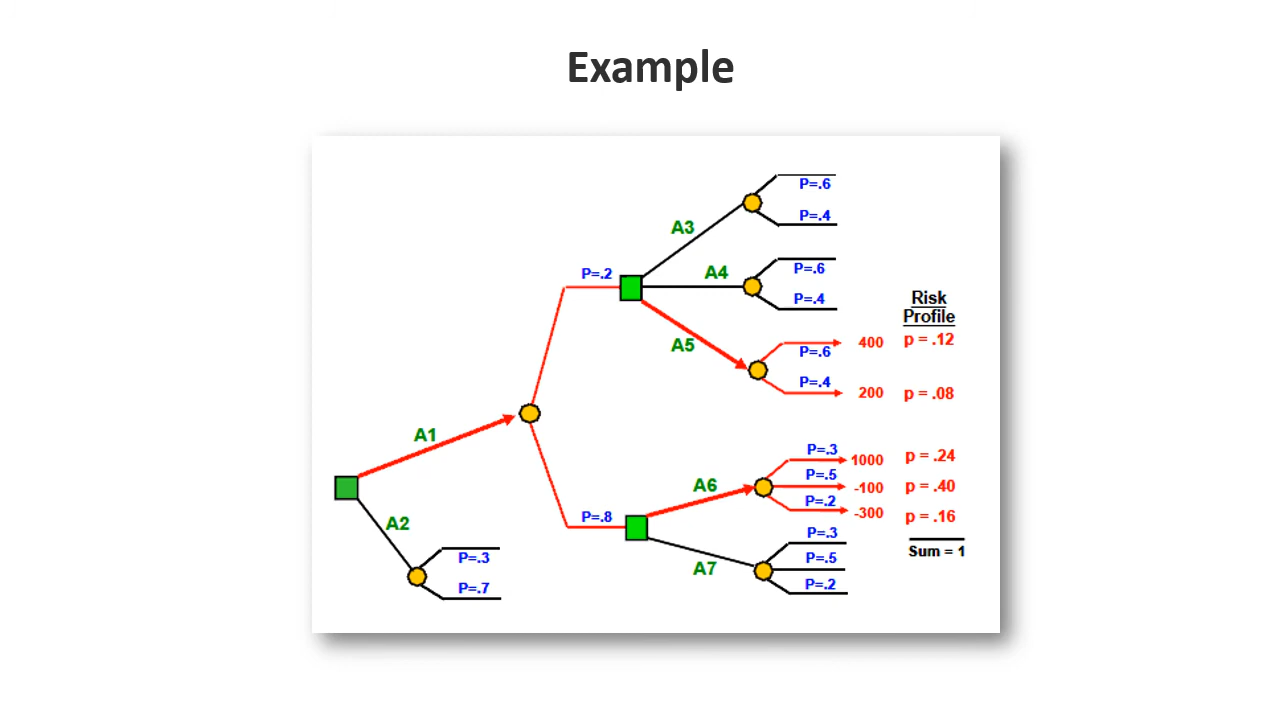 Example
P=.6
A3
P=.4
P=.2
A4
P=.6
P=.4
Risk
Profile
A5
P=.6
400
p = .12
P=.4
200
p = .08
A1
P=.3
1000
p = .24
A6
P=.5
-100
p = .40
P=.2
-300
p = .16
P=.8
A2
P=.3
P=.7
A7
P=.3
P=.5
P=.2
Sum = 1